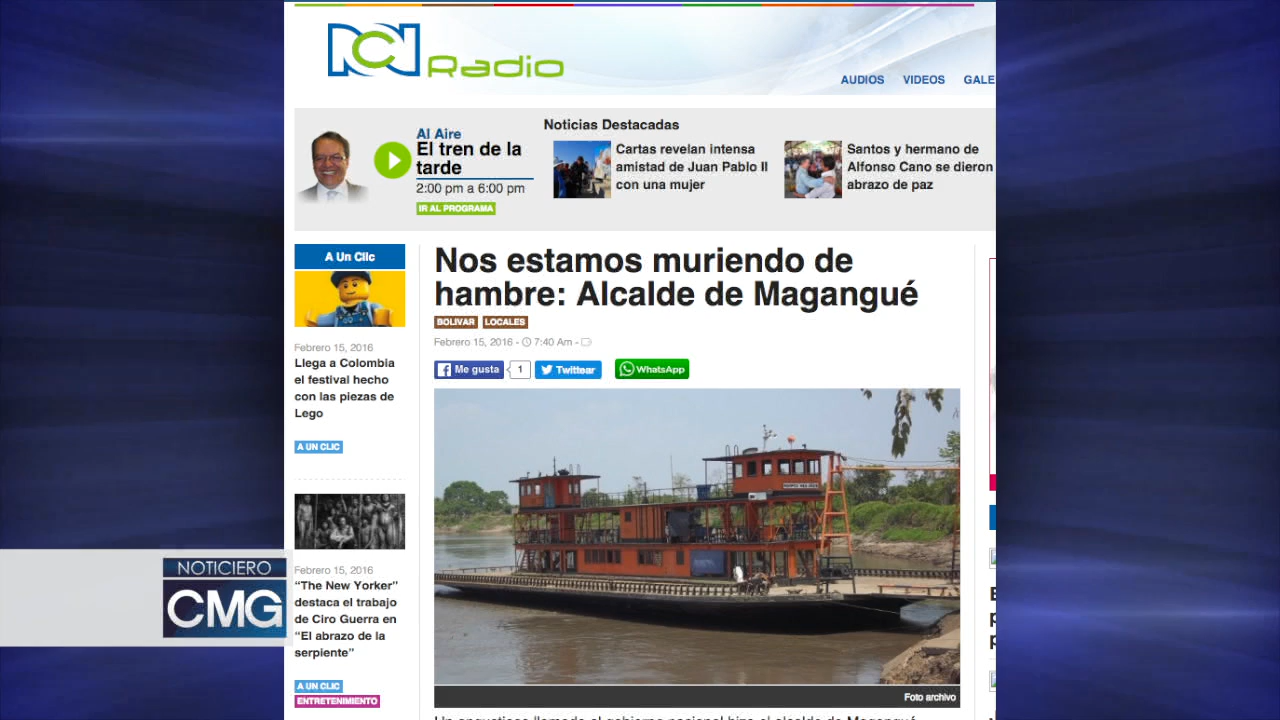 RCN Radio
AUDIOS VIDEOS GALE
Al Aire
El tren de la
tarde
2:00 pm a 6:00 pm
IR AL PROGRAMA
Noticias Destacadas
Cartas revelan intensa
amistad de Juan Pablo II
con una mujer
Santos y hermano de
Alfonso Cano se dieron
abrazo de paz
A Un Clic
Febrero 15, 2016
Llega a Colombia
el festival hecho
con las piezas de
Lego
A UN CLIC
Febrero 15, 2016
“The New Yorker”
destaca el trabajo
de Ciro Guerra en
“El abrazo de la
serpiente”
A UN CLIC
ENTRETENIMIENTO
Nos estamos muriendo de
hambre: Alcalde de Magangué
BOLIVAR LOCALES
Febrero 15, 2016 - 7:40 Am -
Me gusta 1 Twittear WhatsApp
Foto archivo
NOTICIERO
CMG